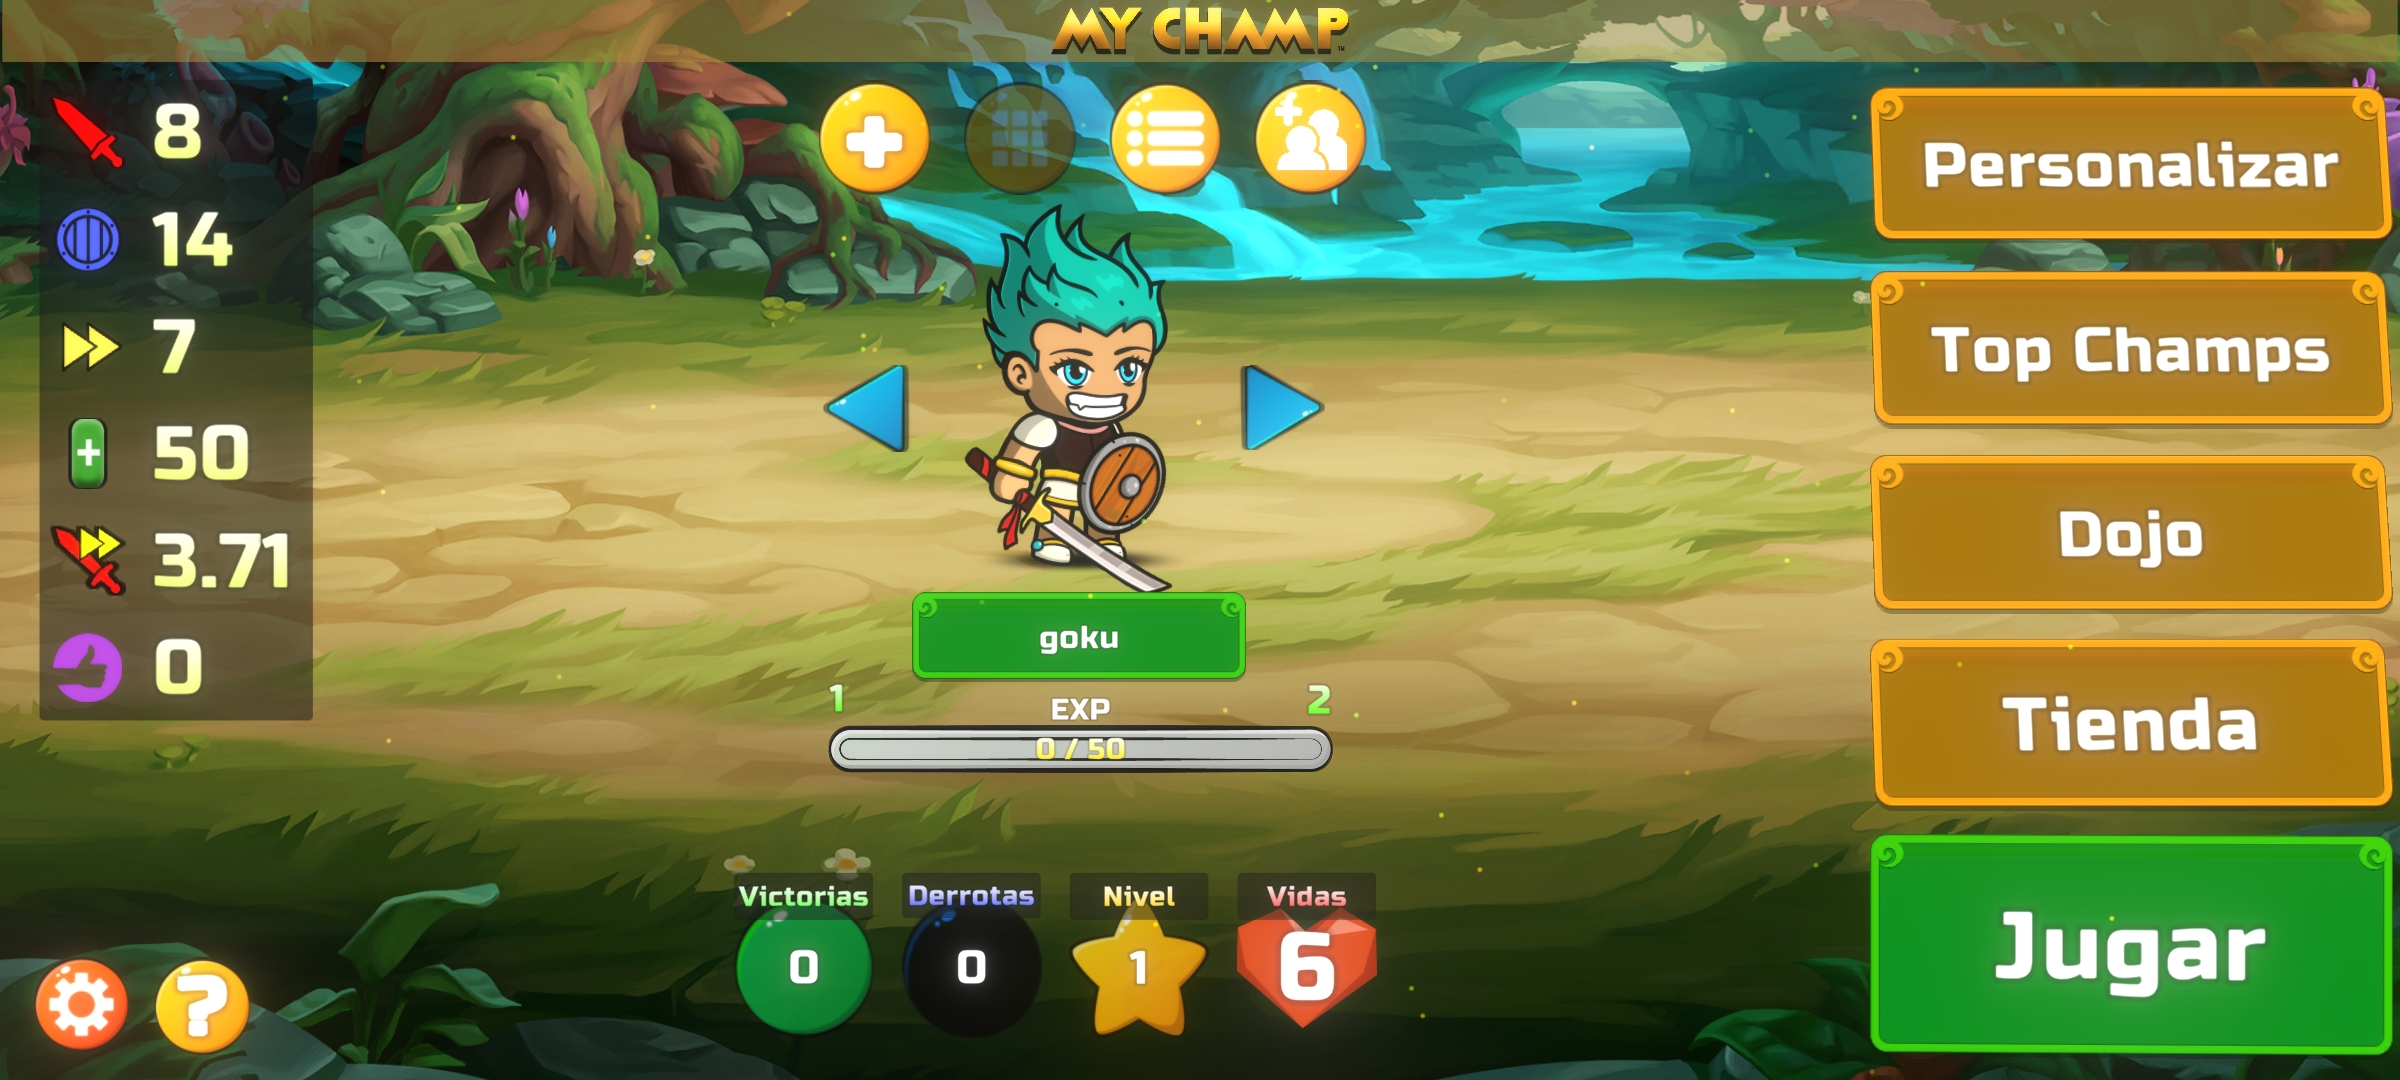 MY CHAMP™
8
14
7
50
3.71
0
goku
1
EXP
2
0 / 50
Victorias
0
Derrotas
0
Nivel
1
Vidas
6
Personalizar
Top Champs
Dojo
Tienda
Jugar
?